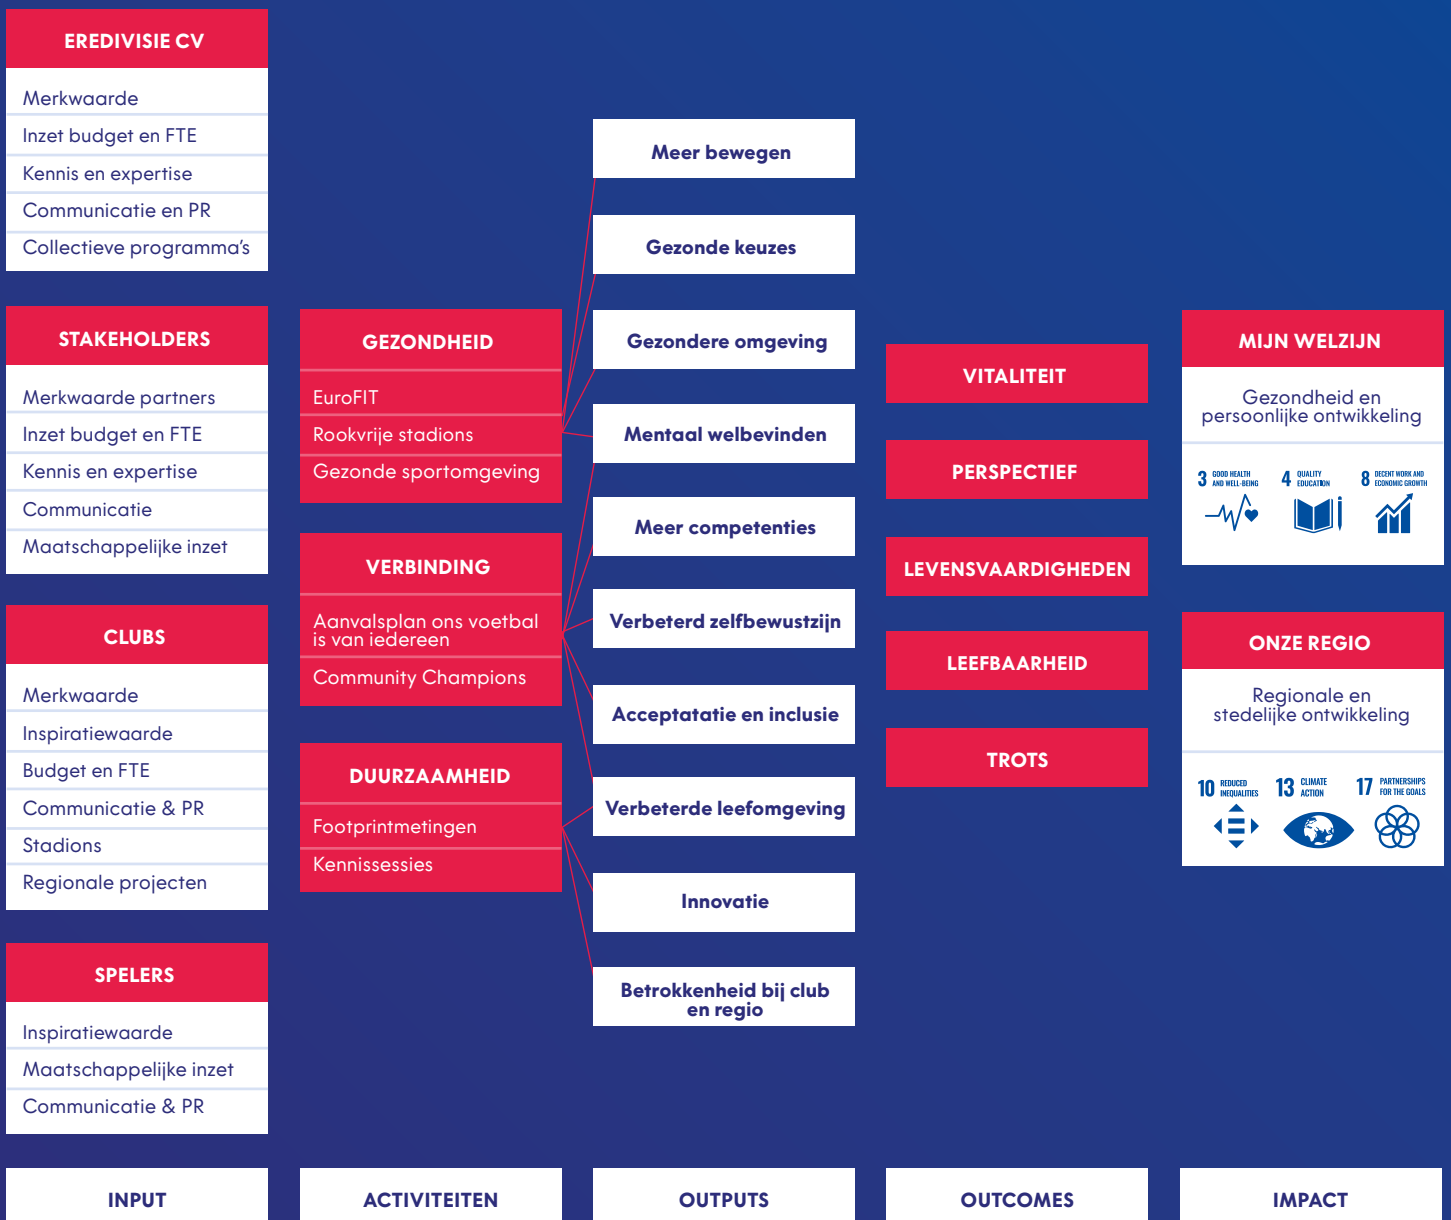 EREDIVISIE CV
Merkwaarde
Inzet budget en FTE
Kennis en expertise
Communicatie en PR
Collectieve programma's
STAKEHOLDERS
Merkwaarde partners
Inzet budget en FTE
Kennis en expertise
Communicatie
Maatschappelijke inzet
CLUBS
Merkwaarde
Inspiratiewaarde
Budget en FTE
Communicatie & PR
Stadions
Regionale projecten
SPELERS
Inspiratiewaarde
Maatschappelijke inzet
Communicatie & PR
INPUT
GEZONDHEID
EuroFIT
Rookvrije stadions
Gezonde sportomgeving
VERBINDING
Aanvalsplan ons voetbal
is van iedereen
Community Champions
DUURZAAMHEID
Footprintmetingen
Kennissessies
ACTIVITEITEN
Meer bewegen
Gezonde keuzes
Gezondere omgeving
Mentaal welbevinden
Meer competenties
Verbeterd zelfbewustzijn
Acceptatatie en inclusie
Verbeterde leefomgeving
Innovatie
Betrokkenheid bij club
en regio
OUTPUTS
VITALITEIT
PERSPECTIEF
LEVENSVAARDIGHEDEN
LEEFBAARHEID
TROTS
OUTCOMES
MIJN WELZIJN
Gezondheid en
persoonlijke ontwikkeling
3 GOOD HEALTH
AND WELL-BEING
4 QUALITY
EDUCATION
8 DECENT WORK AND
ECONOMIC GROWTH
ONZE REGIO
Regionale en
stedelijke ontwikkeling
10 REDUCED
INEQUALITIES
13 CLIMATE
ACTION
17 PARTNERSHIPS
FOR THE GOALS
IMPACT